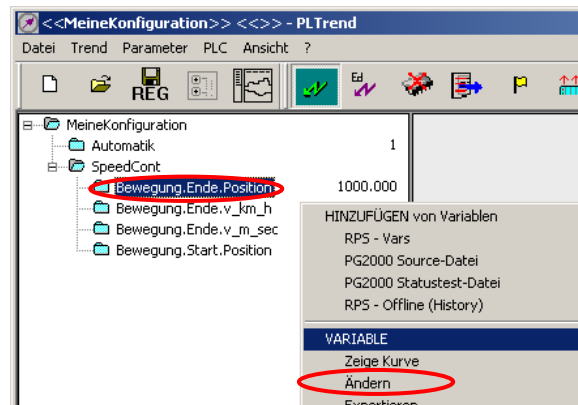 <<MeineKonfiguration>> <<>> - PLTrend
Datei Trend Parameter PLC Ansicht ?
REG Ed
MeineKonfiguration
Automatik 1
SpeedCont
Bewegung.Ende.Position 1000.000
Bewegung.Ende.v_km_h
Bewegung.Ende.v_m_sec
Bewegung.Start.Position
HINZUFÜGEN von Variablen
RPS - Vars
PG2000 Source-Datei
PG2000 Statustest-Datei
RPS - Offline (History)
VARIABLE
Zeige Kurve
Ändern
Exportieren